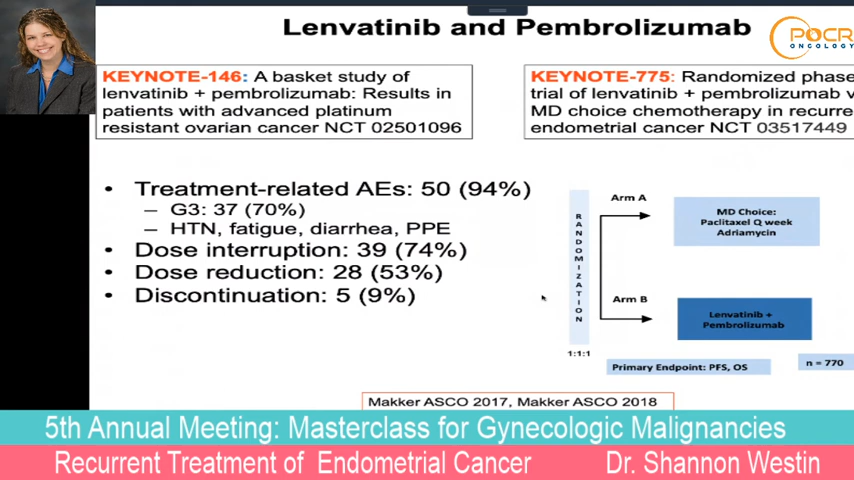 Lenvatinib and Pembrolizumab
POCR
ONCOLOGY
KEYNOTE-146: A basket study of
lenvatinib + pembrolizumab: Results in
patients with advanced platinum
resistant ovarian cancer NCT 02501096
KEYNOTE-775: Randomized phase
trial of lenvatinib + pembrolizumab v
MD choice chemotherapy in recurre
endometrial cancer NCT 03517449
• Treatment-related AEs: 50 (94%)
– G3: 37 (70%)
– HTN, fatigue, diarrhea, PPE
• Dose interruption: 39 (74%)
• Dose reduction: 28 (53%)
• Discontinuation: 5 (9%)
RANDOMIZATION
1:1:1
Arm A
MD Choice:
Paclitaxel Q week
Adriamycin
Arm B
Lenvatinib +
Pembrolizumab
Primary Endpoint: PFS, OS
n = 770
Makker ASCO 2017, Makker ASCO 2018
5th Annual Meeting: Masterclass for Gynecologic Malignancies
Recurrent Treatment of Endometrial Cancer Dr. Shannon Westin